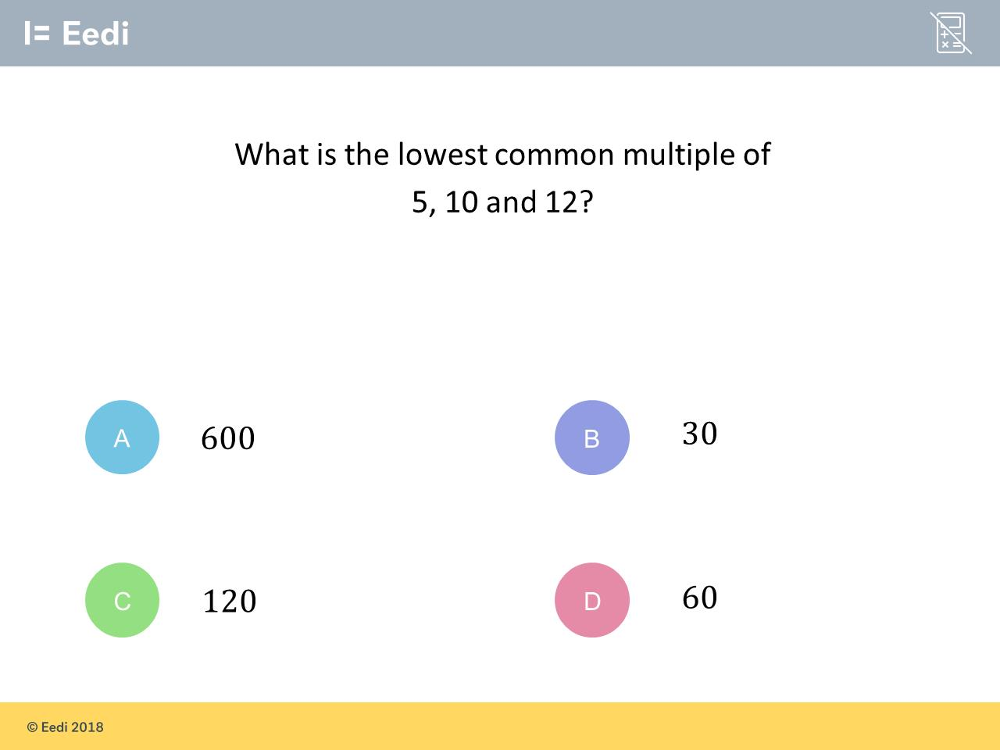 Eedi
What is the lowest common multiple of
5, 10 and 12?
A 600
B 30
C 120
D 60
© Eedi 2018